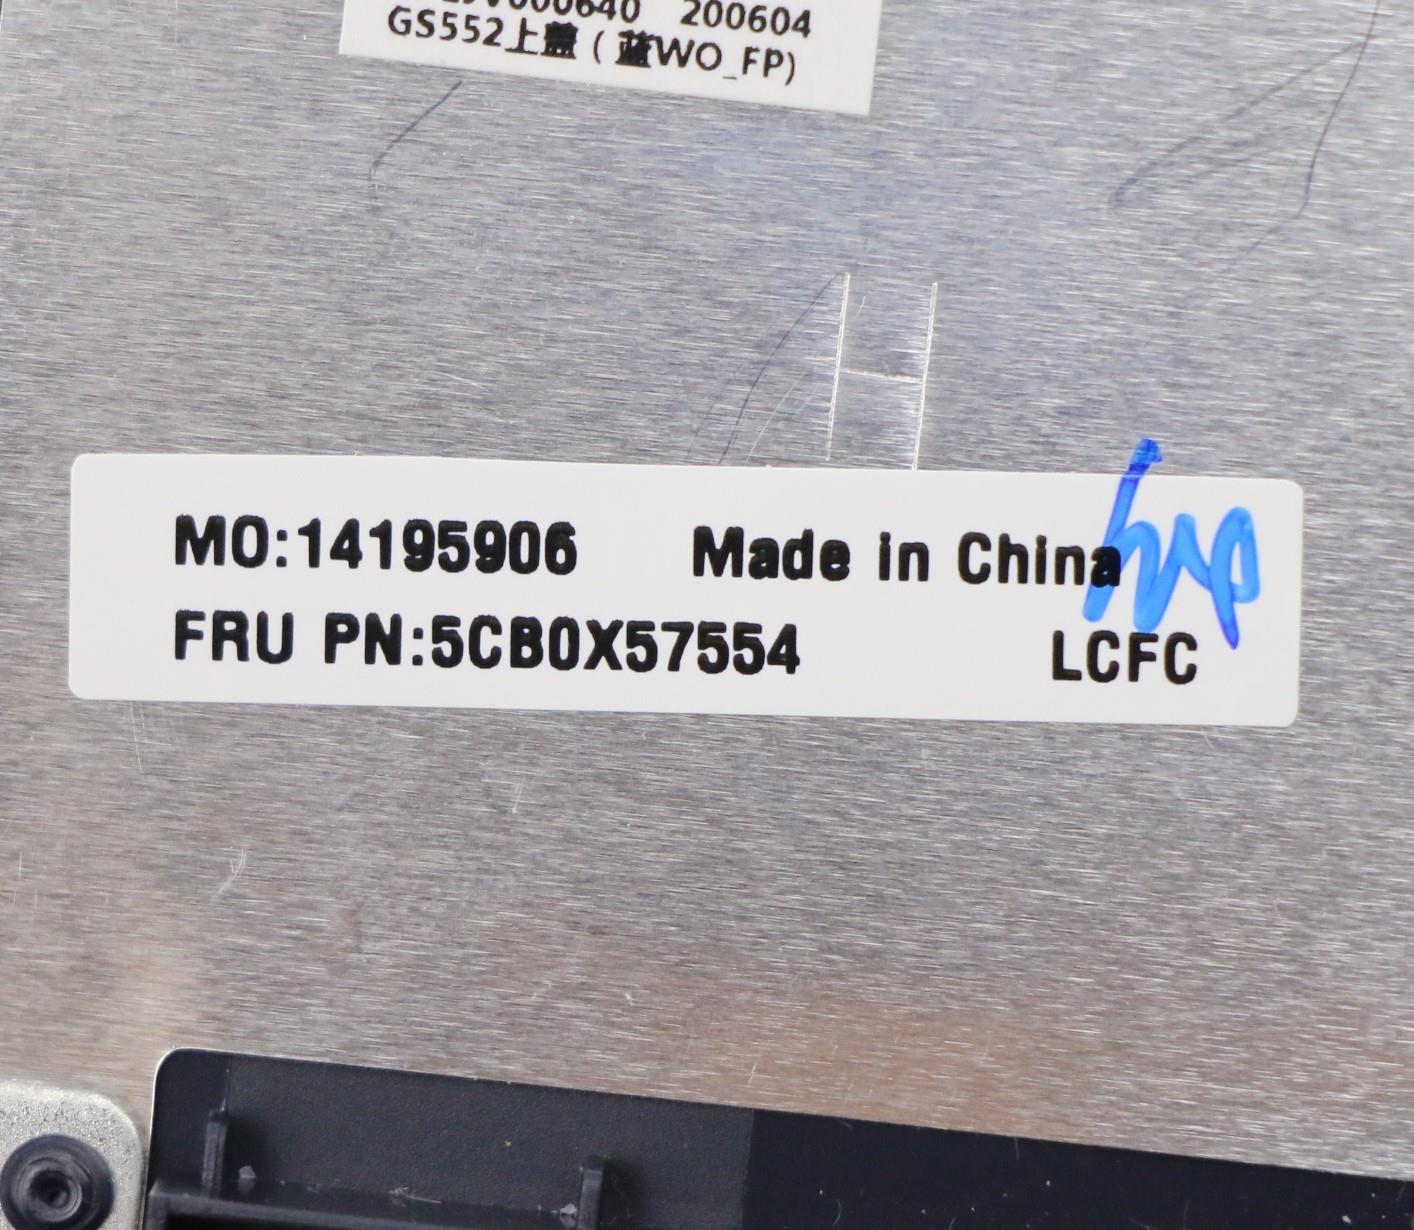 200604
GS552上盖(蓝WO_FP)
MO:14195906 Made in China
FRU PN:5CB0X57554 LCFC